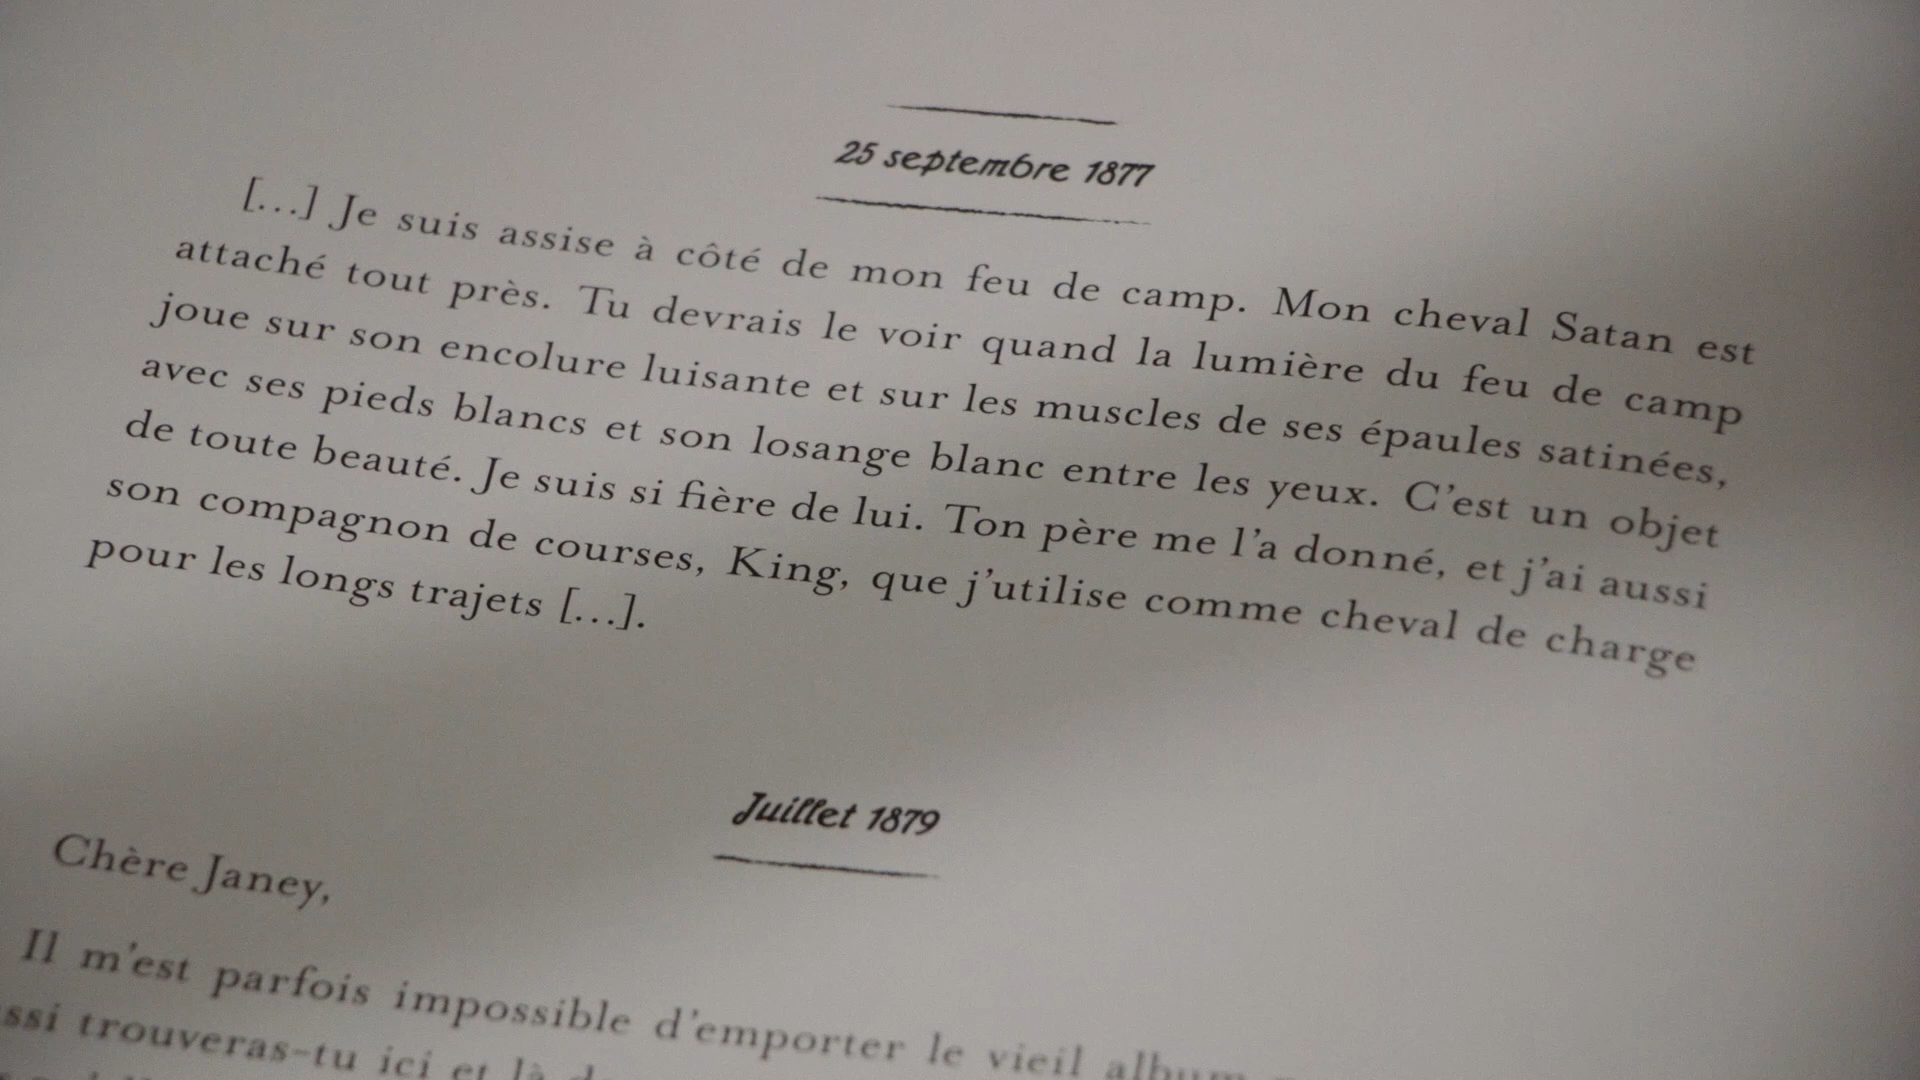 25 septembre 1877
[...] Je suis assise à côté de mon feu de camp. Mon cheval Satan est
attaché tout près. Tu devrais le voir quand la lumière du feu de camp
joue sur son encolure luisante et sur les muscles de ses épaules satinées,
avec ses pieds blancs et son losange blanc entre les yeux. C'est un objet
de toute beauté. Je suis si fière de lui. Ton père me l'a donné, et j'ai aussi
son compagnon de courses, King, que j'utilise comme cheval de charge
pour les longs trajets [...].
Juillet 1879
Chère Janey,
Il m'est parfois impossible d'emporter le vieil album
trouveras-tu ici et là